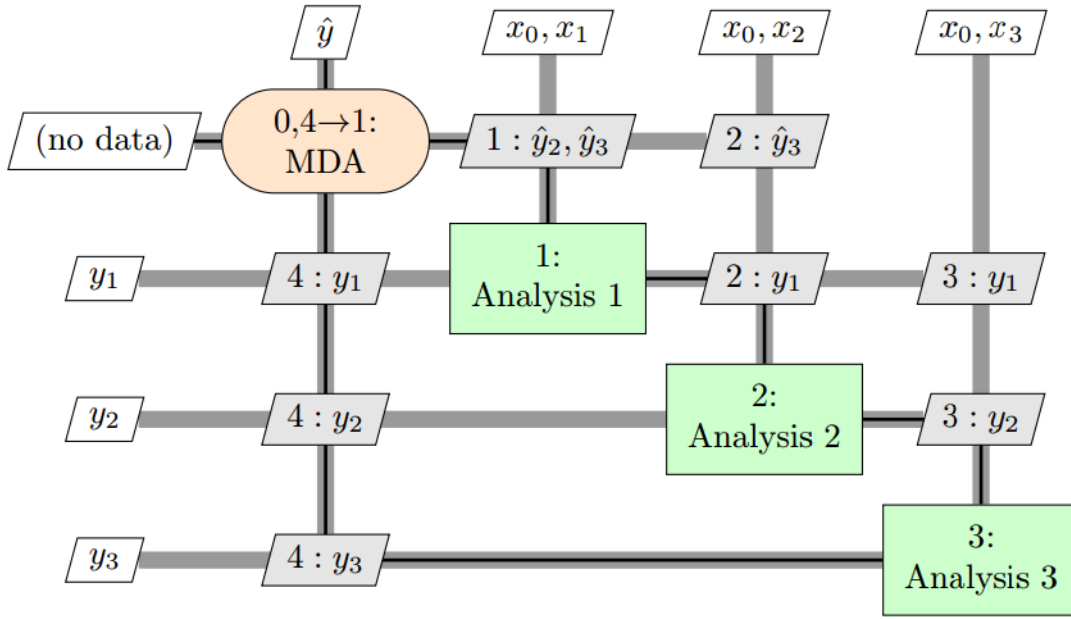 ŷ
x₀, x₁
x₀, x₂
x₀, x₃
(no data)
0,4→1:
MDA
1 : ŷ₂, ŷ₃
2 : ŷ₃
y₁
4 : y₁
1:
Analysis 1
2 : y₁
3 : y₁
y₂
4 : y₂
2:
Analysis 2
3 : y₂
y₃
4 : y₃
3:
Analysis 3